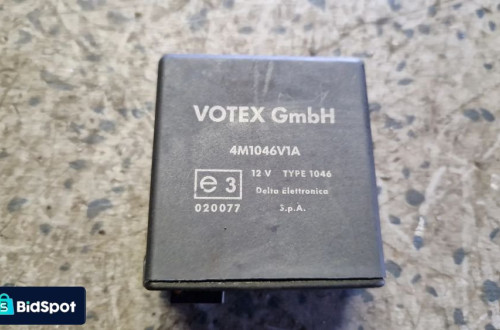 VOTEX GmbH
4M1046V1A
e 3
12 V TYPE 1046
Delta Elettronica
020077
S.p.A.
BidSpot